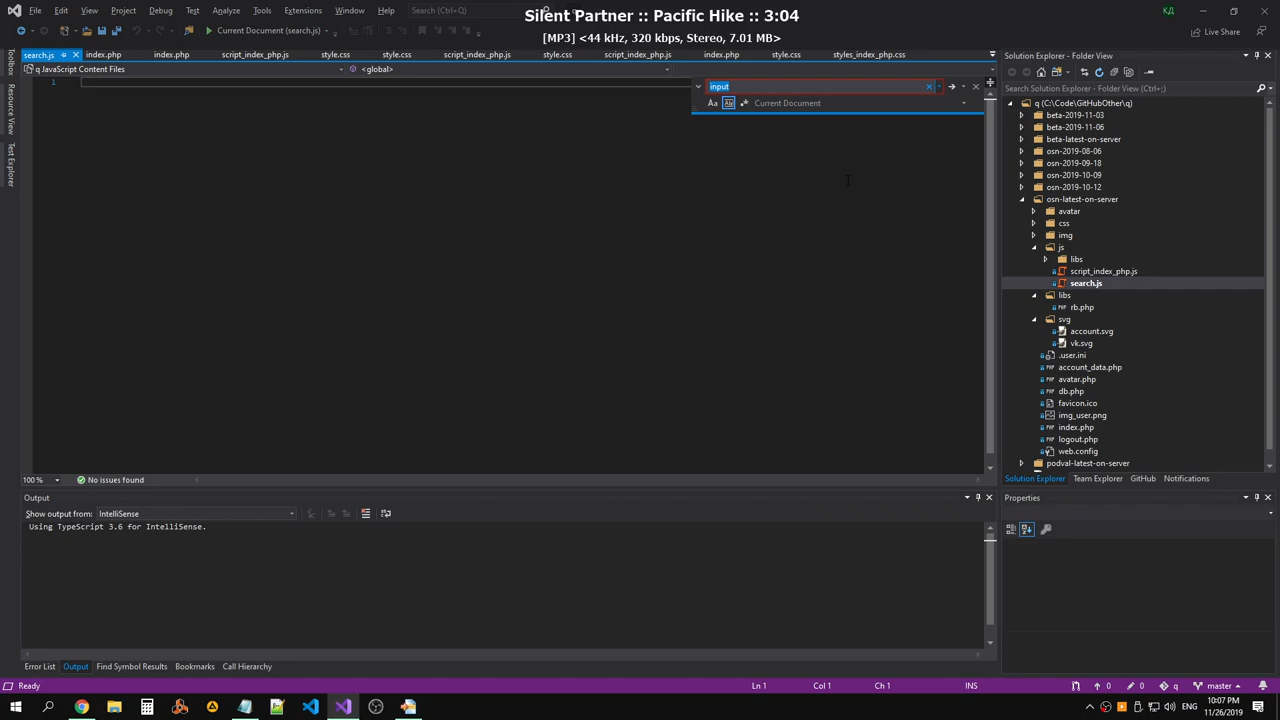 Silent Partner :: Pacific Hike :: 3:04
[MP3] <44 kHz, 320 kbps, Stereo, 7.01 MB>
File Edit View Project Debug Test Analyze Tools Extensions Window Help Search (Ctrl+Q) КД
Current Document (search.js) Live Share
search.js index.php index.php script_index_php.js style.css style.css script_index_php.js style.css script_index_php.js index.php style.css styles_index_php.css
q JavaScript Content Files <global>
1
input
Aa Current Document
Toolbox
Resource View
Test Explorer
Solution Explorer - Folder View
Search Solution Explorer - Folder View (Ctrl+;)
q (C:\Code\GitHubOther\q)
beta-2019-11-03
beta-2019-11-06
beta-latest-on-server
osn-2019-08-06
osn-2019-09-18
osn-2019-10-09
osn-2019-10-12
osn-latest-on-server
avatar
css
img
js
libs
script_index_php.js
search.js
libs
rb.php
svg
account.svg
vk.svg
.user.ini
account_data.php
avatar.php
db.php
favicon.ico
img_user.png
index.php
logout.php
web.config
podval-latest-on-server
Solution Explorer Team Explorer GitHub Notifications
100 % No issues found
Output
Show output from: IntelliSense
Using TypeScript 3.6 for IntelliSense.
Properties
Error List Output Find Symbol Results Bookmarks Call Hierarchy
Ready Ln 1 Col 1 Ch 1 INS 0 0 q master
10:07 PM
11/26/2019